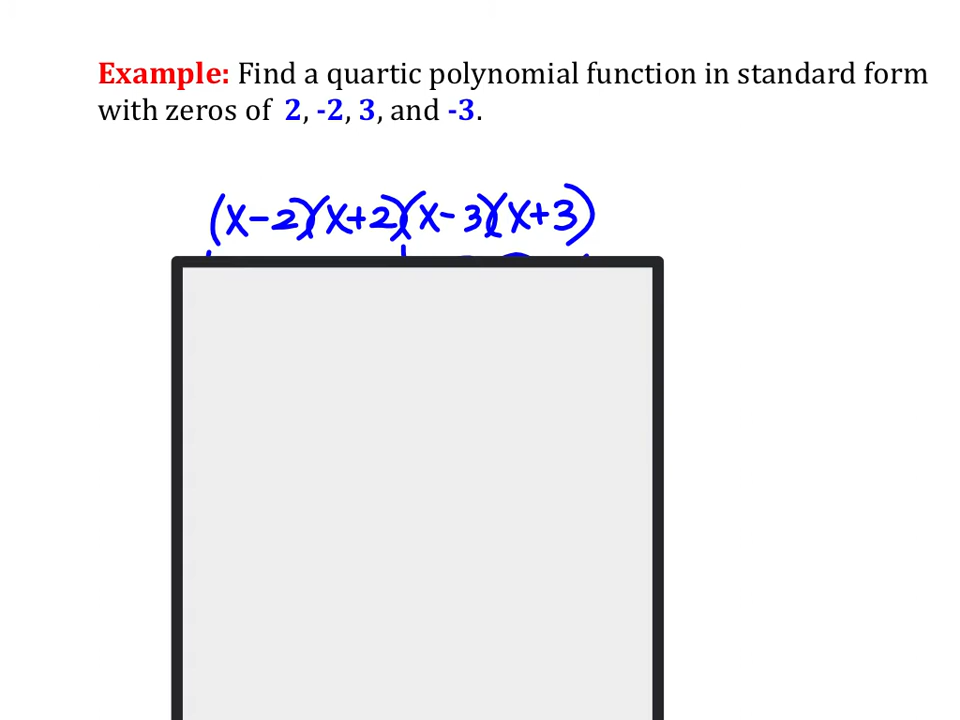 Example: Find a quartic polynomial function in standard form
with zeros of 2, -2, 3, and -3.
(x-2)(x+2)(x-3)(x+3)